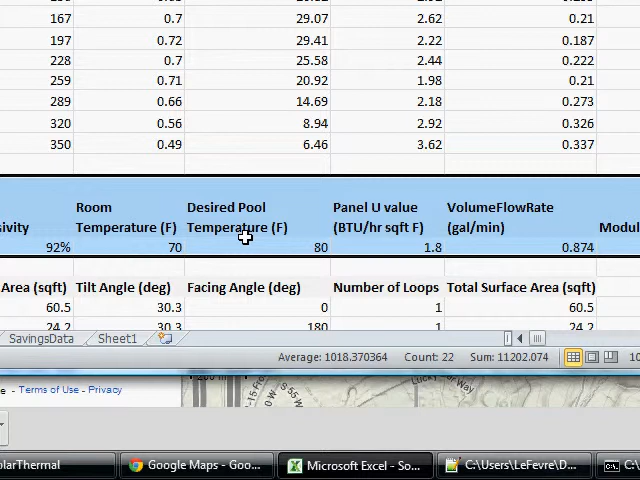 167 0.7 29.07 2.62 0.21
197 0.72 29.41 2.22 0.187
228 0.7 25.58 2.44 0.222
259 0.71 20.92 1.98 0.21
289 0.66 14.69 2.18 0.273
320 0.56 8.94 2.92 0.326
350 0.49 6.46 3.62 0.337
Room Desired Pool Panel U value VolumeFlowRate
sivity Temperature (F) Temperature (F) (BTU/hr sqft F) (gal/min) Modul
92% 70 80 1.8 0.874
Area (sqft) Tilt Angle (deg) Facing Angle (deg) Number of Loops Total Surface Area (sqft)
60.5 30.3 0 1 60.5
24.2 30.3 180 1 24.2
SavingsData Sheet1
Average: 1018.370364 Count: 22 Sum: 11202.074 10
e - Terms of Use - Privacy
olarThermal Google Maps - Goo... Microsoft Excel - So... C:\Users\LeFevre\D... C:\